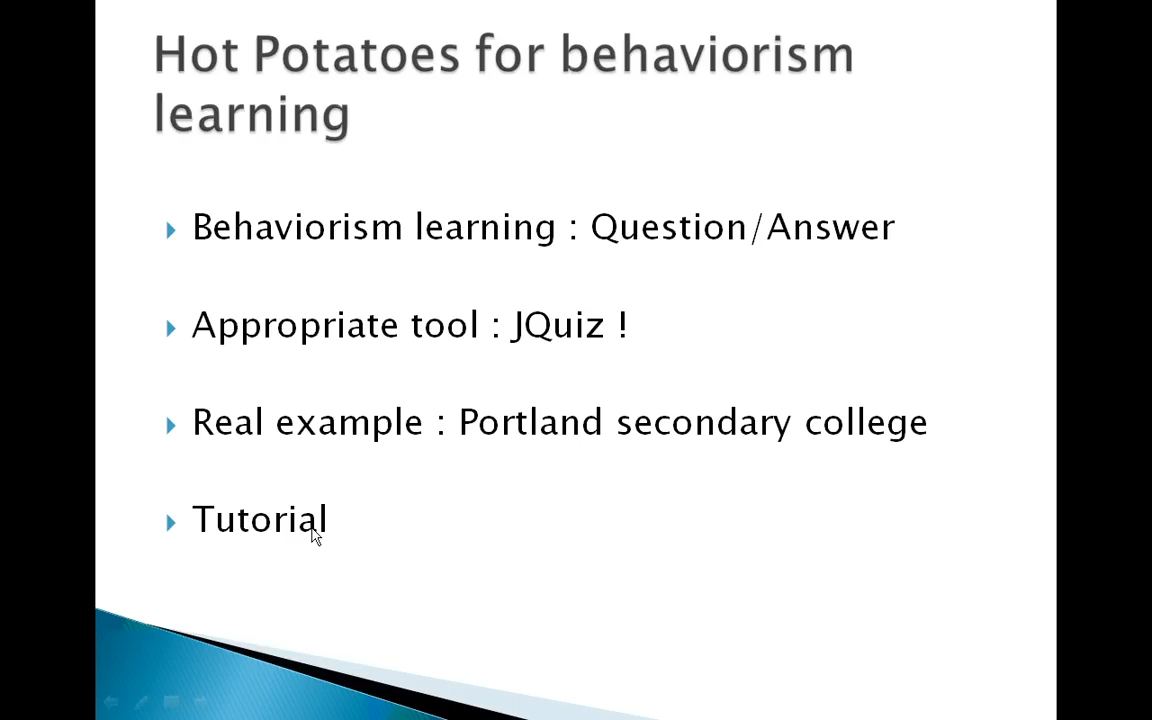 Hot Potatoes for behaviorism
learning
Behaviorism learning : Question/Answer
Appropriate tool : JQuiz !
Real example : Portland secondary college
Tutorial